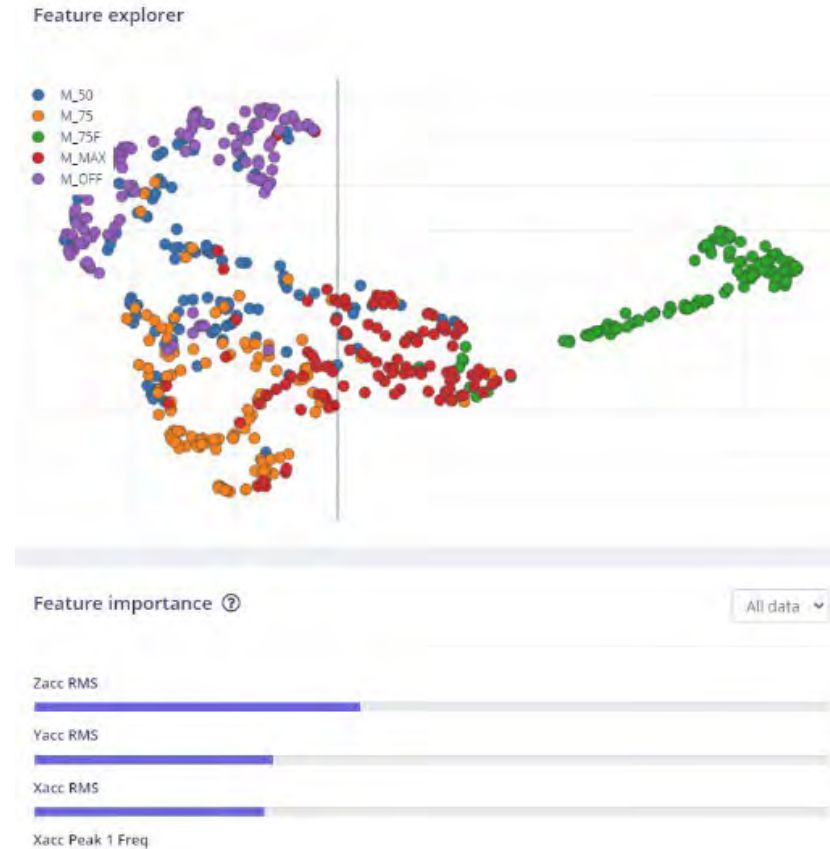 Feature explorer
M_50
M_75
M_75F
M_MAX
M_OFF
Feature importance ?
All data
Zacc RMS
Yacc RMS
Xacc RMS
Xacc Peak 1 Freq